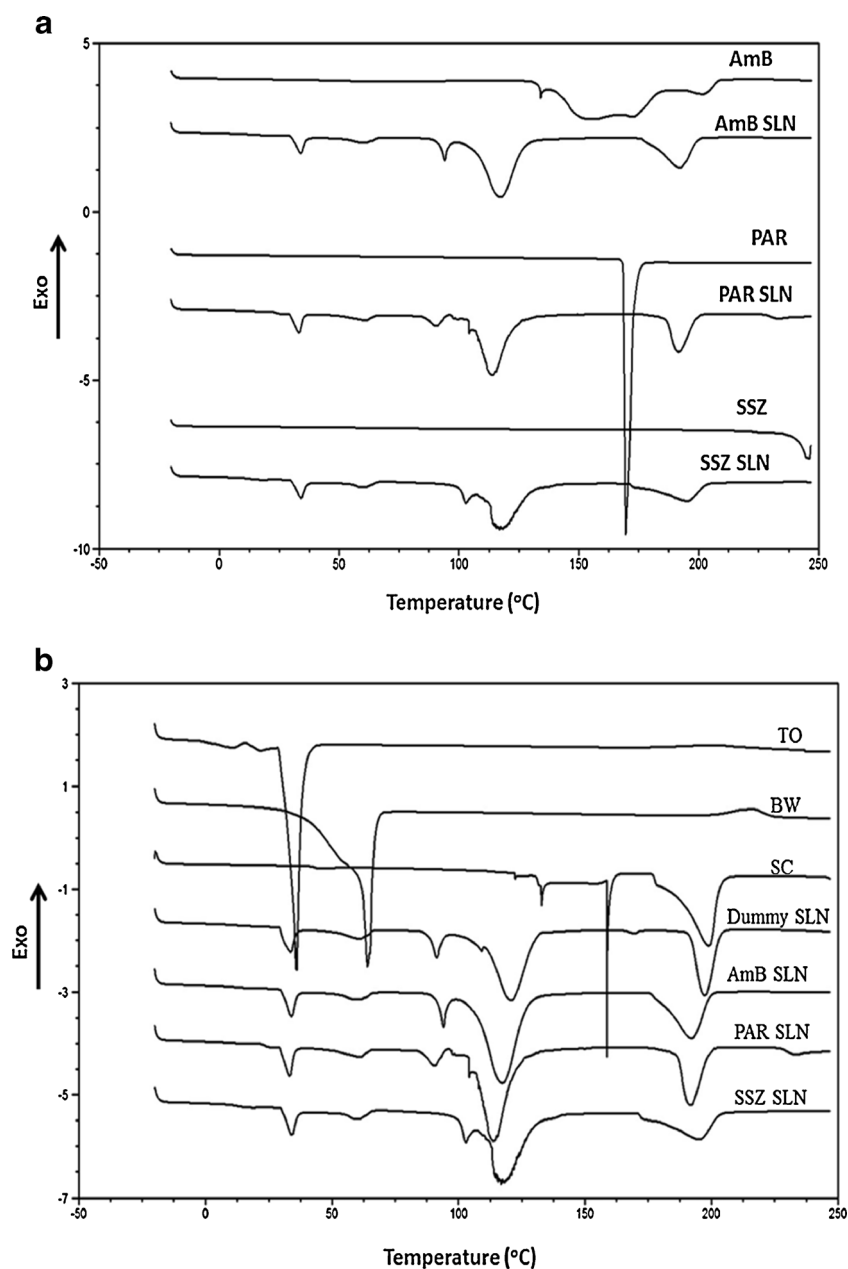 a
5
AmB
AmB SLN
0
PAR
Exo
PAR SLN
-5
SSZ
SSZ SLN
-10
-50 0 50 100 150 200 250
Temperature (°C)
b
3
TO
1
BW
SC
-1
Dummy SLN
Exo
AmB SLN
-3
PAR SLN
-5
SSZ SLN
-7
-50 0 50 100 150 200 250
Temperature (°C)